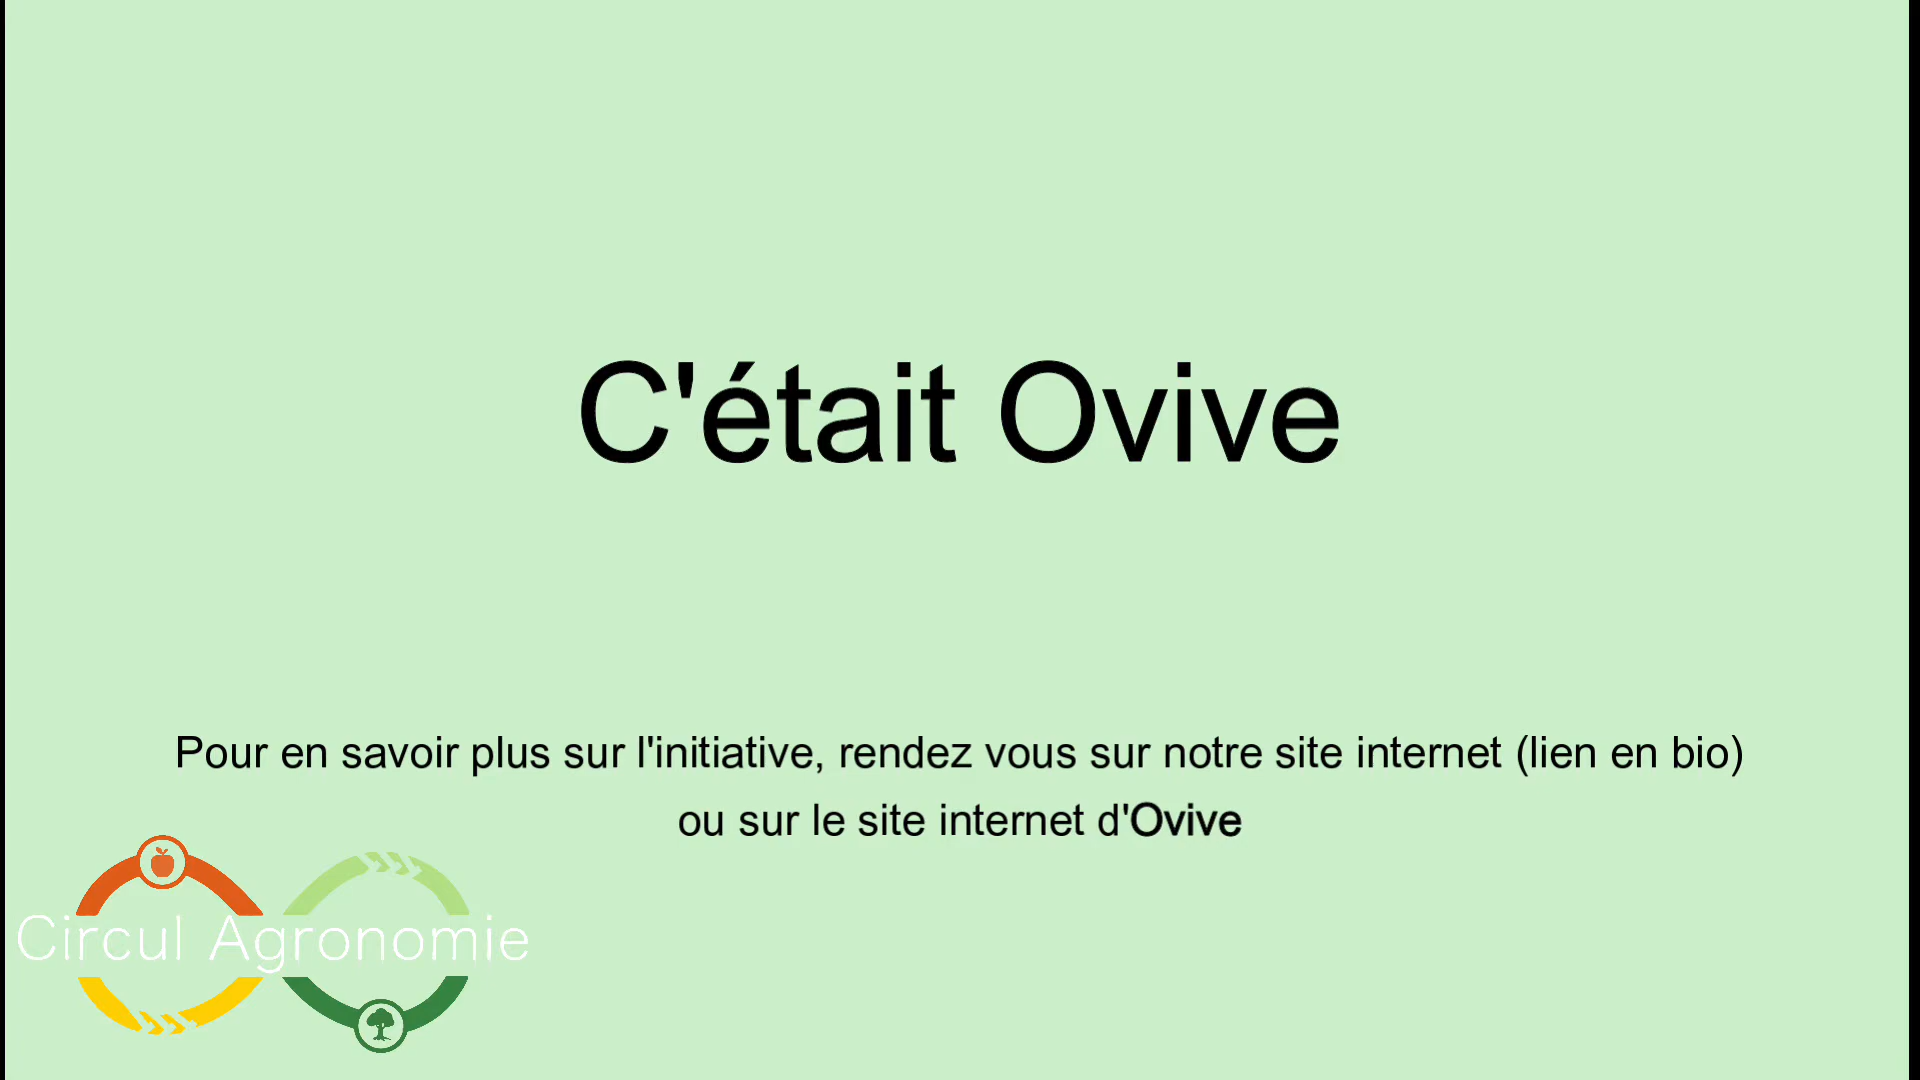 C'était Ovive
Pour en savoir plus sur l'initiative, rendez vous sur notre site internet (lien en bio)
ou sur le site internet d'Ovive
Circul Agronomie